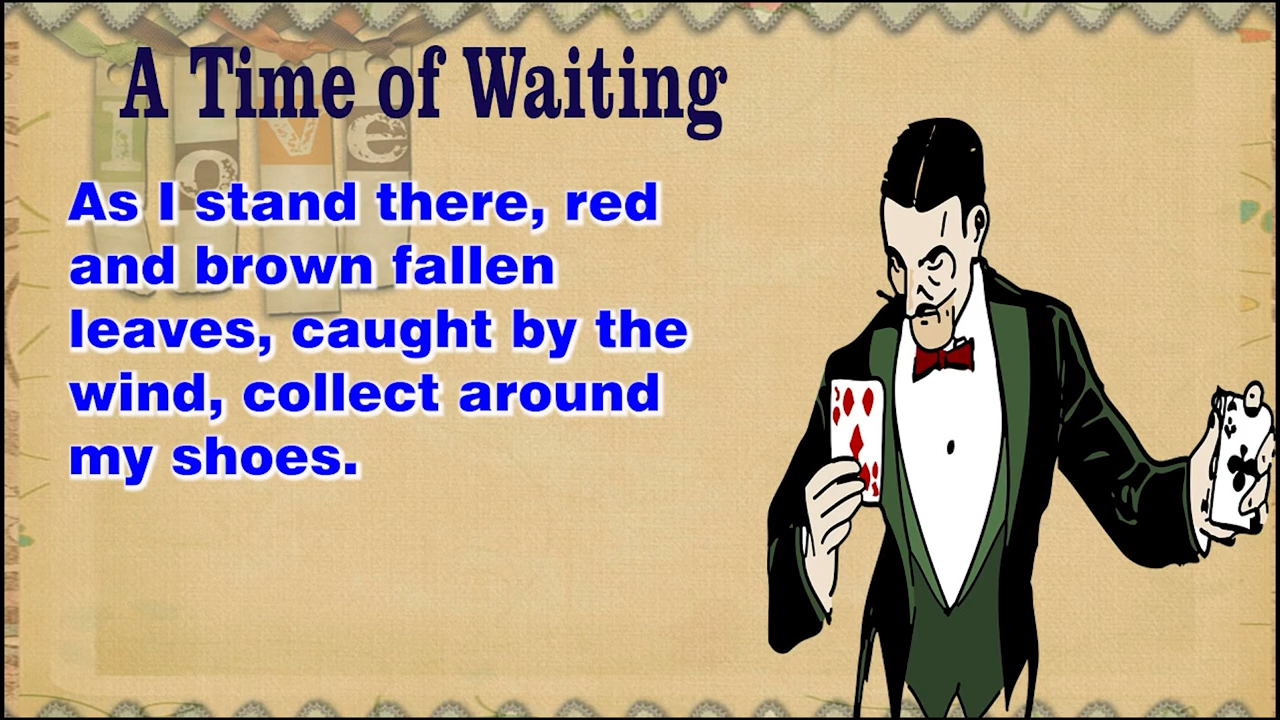 A Time of Waiting
love
As I stand there, red
and brown fallen
leaves, caught by the
wind, collect around
my shoes.